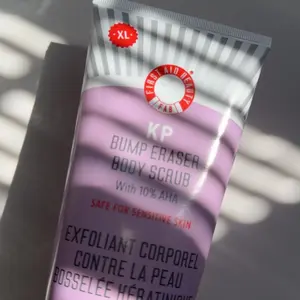 XL
FIRST AID BEAUTY
FAB
KP
BUMP ERASER
BODY SCRUB
With 10% AHA
SAFE FOR SENSITIVE SKIN
EXFOLIANT CORPOREL
CONTRE LA PEAU
BOSSELÉE KÉRATINIQUE